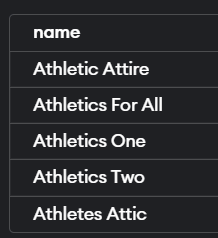 name
Athletic Attire
Athletics For All
Athletics One
Athletics Two
Athletes Attic